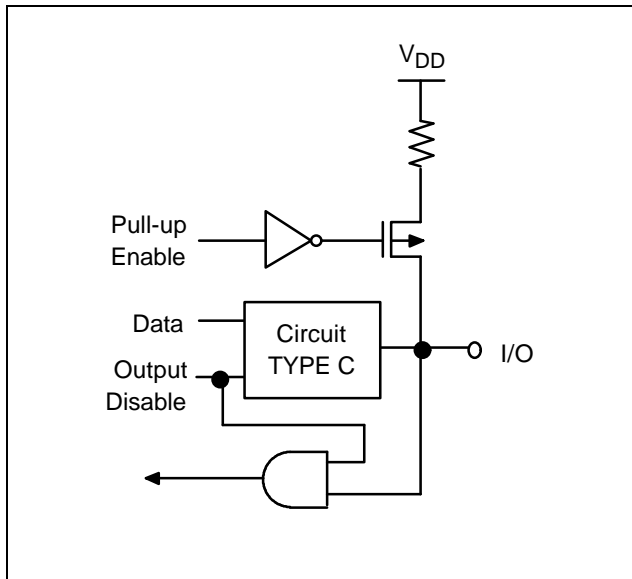 VDD
Pull-up
Enable
Data
Circuit
TYPE C
I/O
Output
Disable